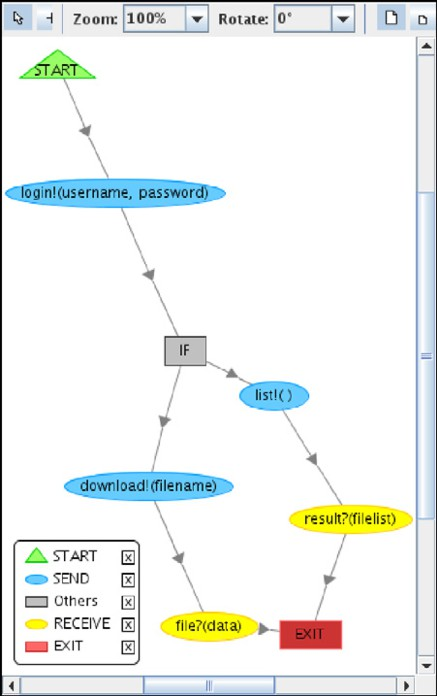 Zoom: 100% Rotate: 0°
START
login!(username, password)
IF
list!( )
download!(filename)
result?(filelist)
file?(data)
EXIT
START
SEND
Others
RECEIVE
EXIT